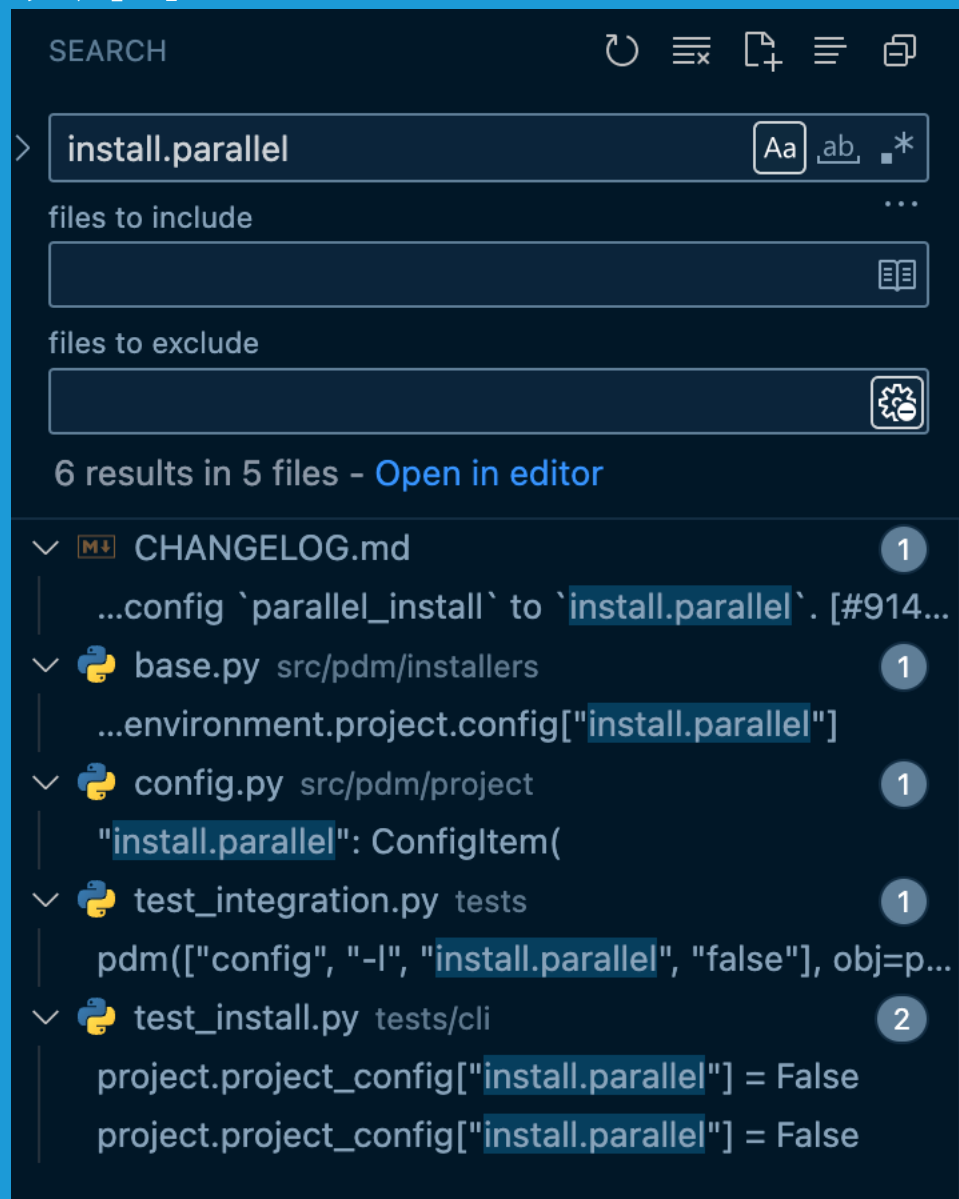 SEARCH
install.parallel
Aa ab .*
...
files to include
files to exclude
6 results in 5 files - Open in editor
M↓ CHANGELOG.md 1
...config `parallel_install` to `install.parallel`. [#914...
base.py src/pdm/installers 1
...environment.project.config["install.parallel"]
config.py src/pdm/project 1
"install.parallel": ConfigItem(
test_integration.py tests 1
pdm(["config", "-l", "install.parallel", "false"], obj=p...
test_install.py tests/cli 2
project.project_config["install.parallel"] = False
project.project_config["install.parallel"] = False